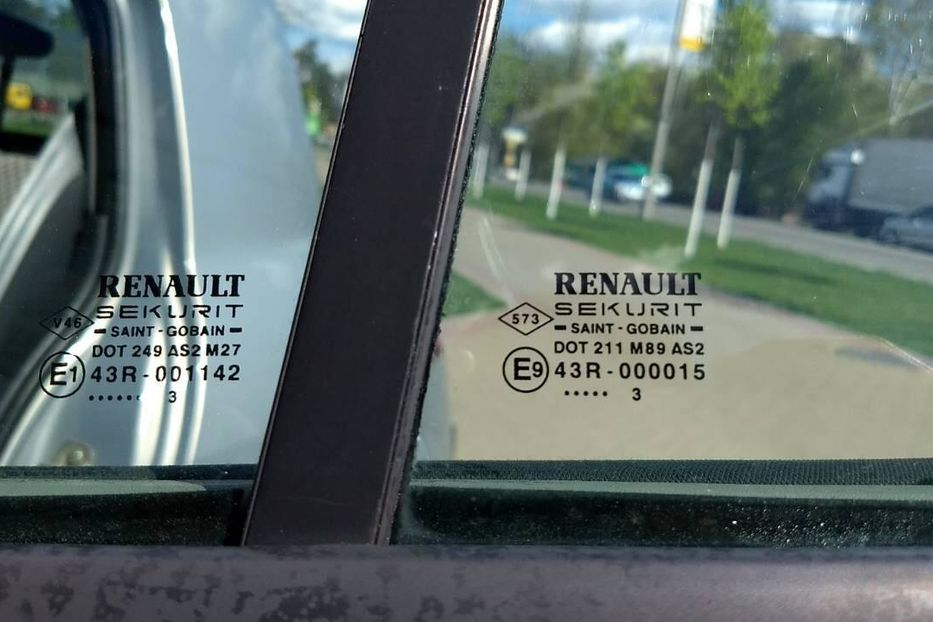 RENAULT
SEKURIT
V46
SAINT-GOBAIN
DOT 249 AS2 M27
E1 43R-001142
...... 3
RENAULT
SEKURIT
573
SAINT-GOBAIN
DOT 211 M89 AS2
E9 43R-000015
..... 3